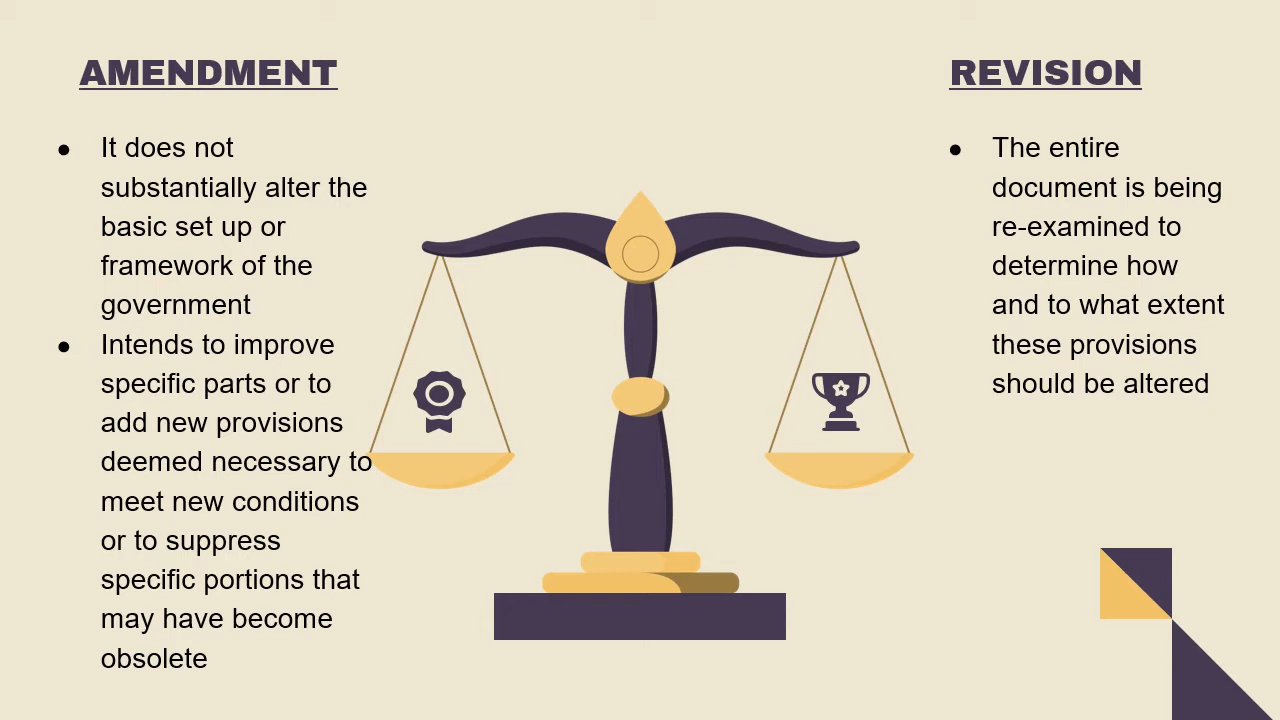 AMENDMENT
● It does not
substantially alter the
basic set up or
framework of the
government
● Intends to improve
specific parts or to
add new provisions
deemed necessary to
meet new conditions
or to suppress
specific portions that
may have become
obsolete
REVISION
● The entire
document is being
re-examined to
determine how
and to what extent
these provisions
should be altered